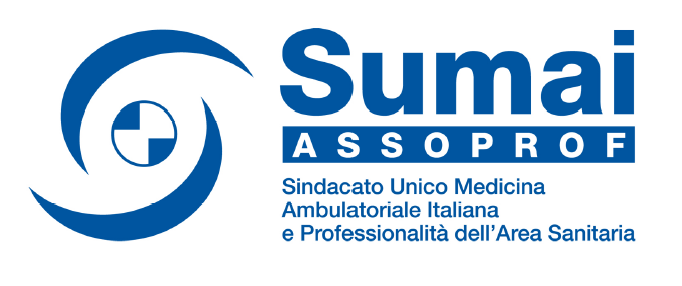 Sumai
ASSOPROF
Sindacato Unico Medicina
Ambulatoriale Italiana
e Professionalità dell'Area Sanitaria